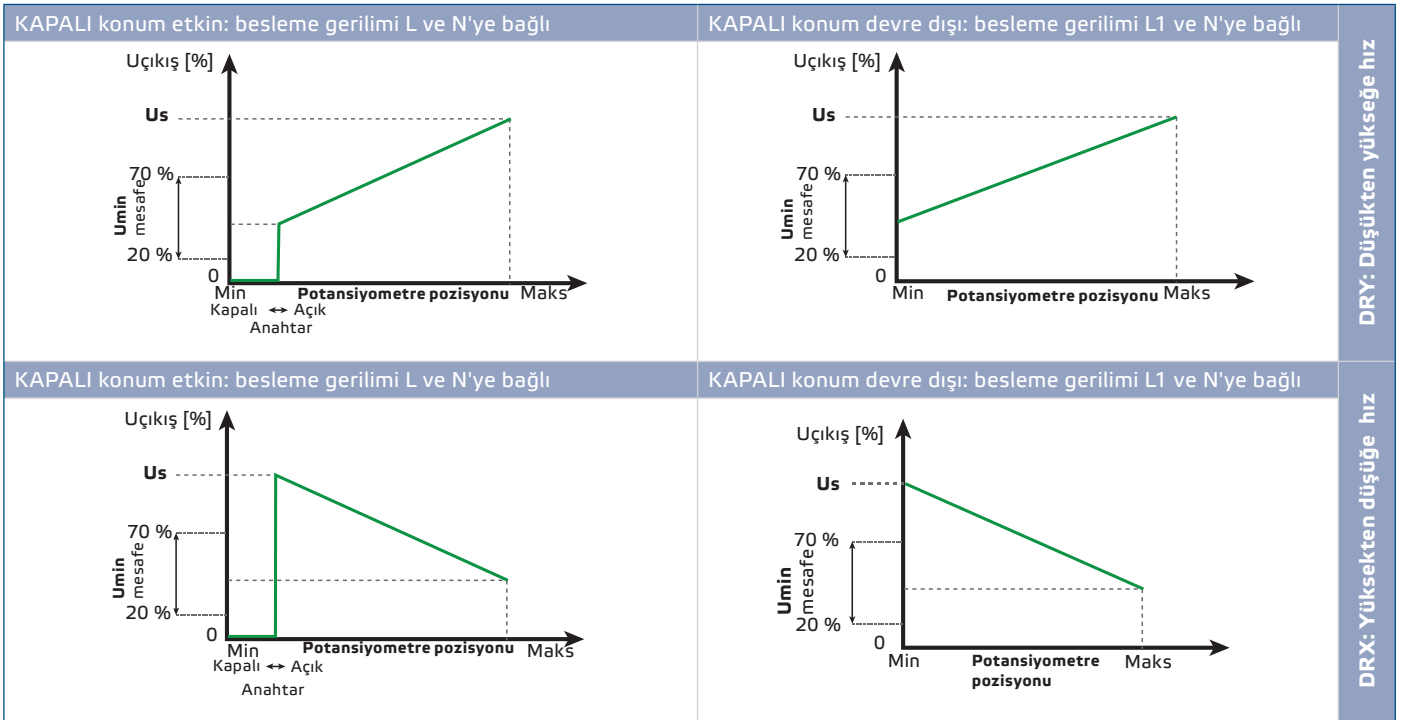 KAPALI konum etkin: besleme gerilimi L ve N'ye bağlı
Uçıkış [%]
Us
70 %
Umin
mesafe
20 %
0
Min
Potansiyometre pozisyonu
Maks
Kapalı ↔ Açık
Anahtar
KAPALI konum devre dışı: besleme gerilimi L1 ve N'ye bağlı
Uçıkış [%]
Us
70 %
Umin
mesafe
20 %
0
Min
Potansiyometre pozisyonu
Maks
DRY: Düşükten yükseğe hız
KAPALI konum etkin: besleme gerilimi L ve N'ye bağlı
Uçıkış [%]
Us
70 %
Umin
mesafe
20 %
0
Min
Potansiyometre pozisyonu
Maks
Kapalı ↔ Açık
Anahtar
KAPALI konum devre dışı: besleme gerilimi L1 ve N'ye bağlı
Uçıkış [%]
Us
70 %
Umin
mesafe
20 %
0
Min
Potansiyometre
pozisyonu
Maks
DRX: Yüksekten düşüğe hız